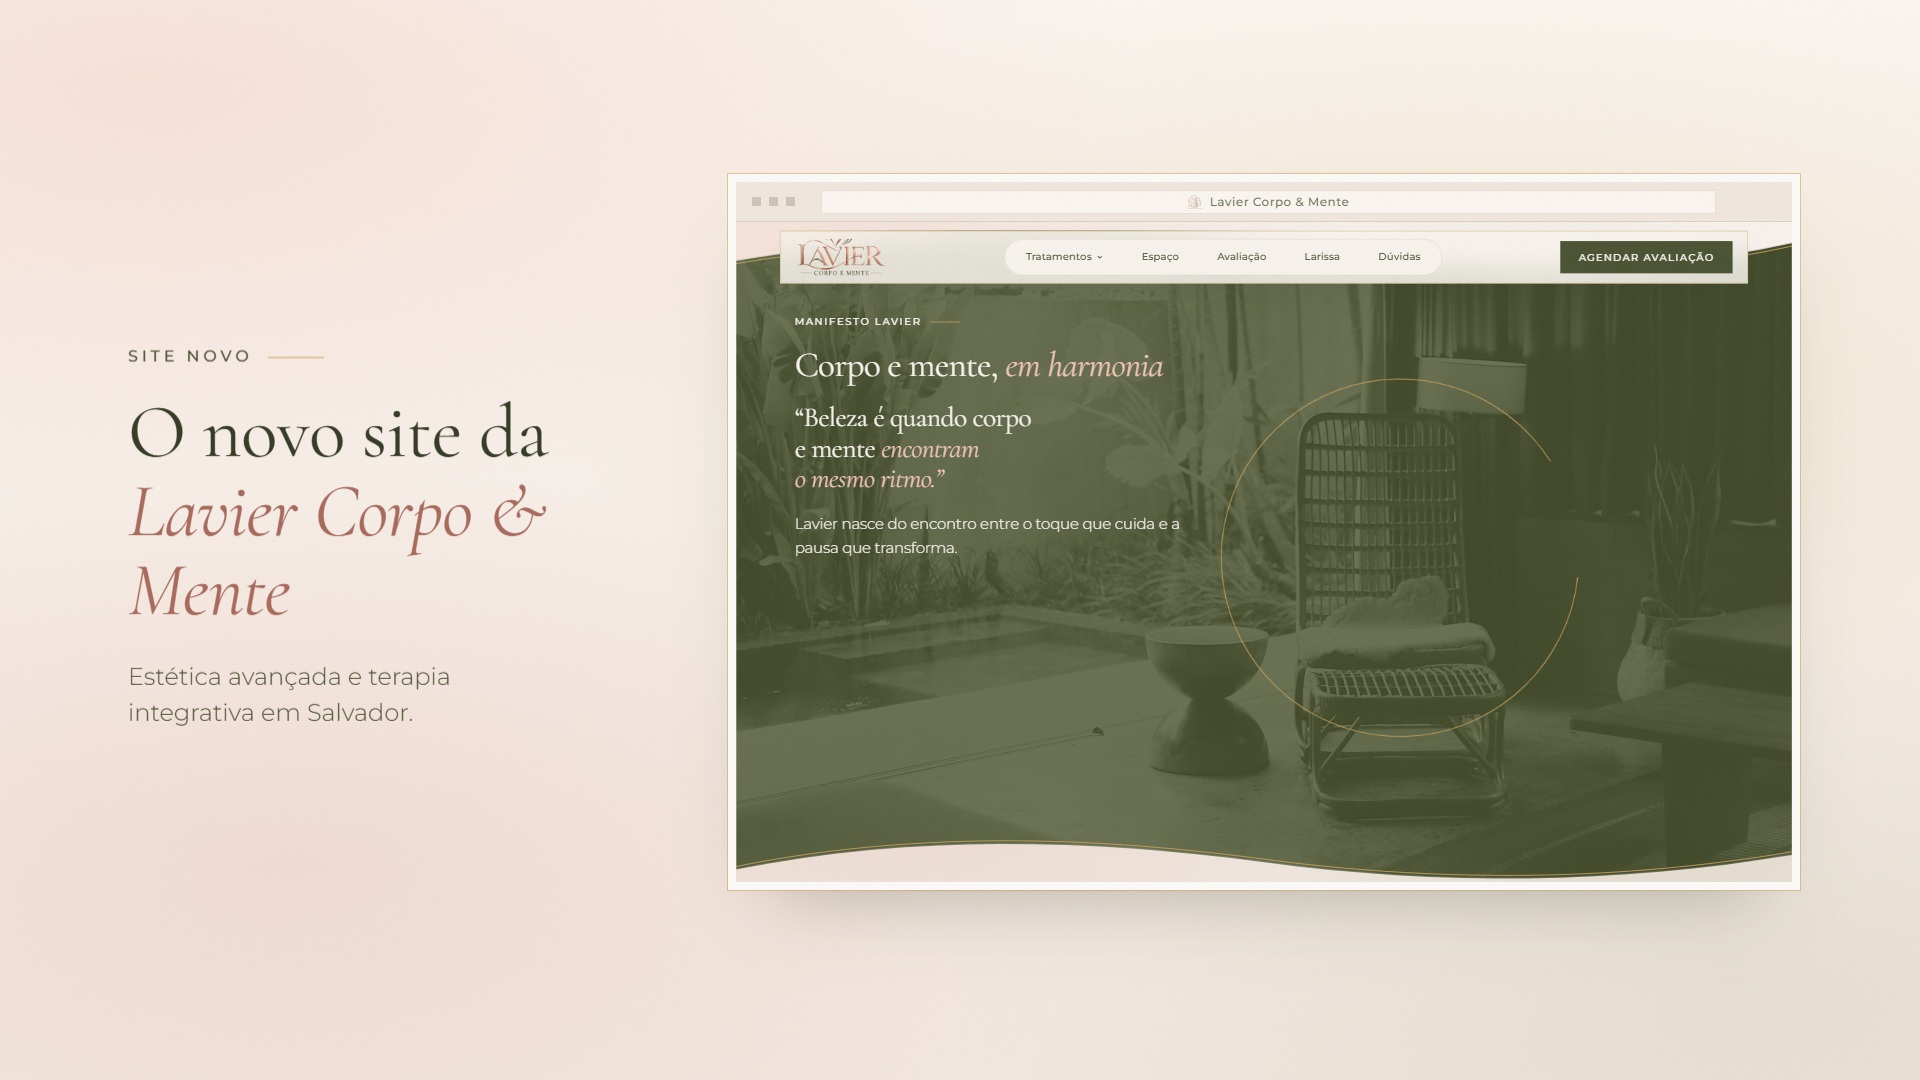 SITE NOVO
O novo site da
Lavier Corpo &
Mente
Estética avançada e terapia
integrativa em Salvador.
Lavier Corpo & Mente
LAVIER
CORPO E MENTE
Tratamentos
Espaço
Avaliação
Larissa
Dúvidas
AGENDAR AVALIAÇÃO
MANIFESTO LAVIER
Corpo e mente, em harmonia
“Beleza é quando corpo
e mente encontram
o mesmo ritmo.”
Lavier nasce do encontro entre o toque que cuida e a
pausa que transforma.